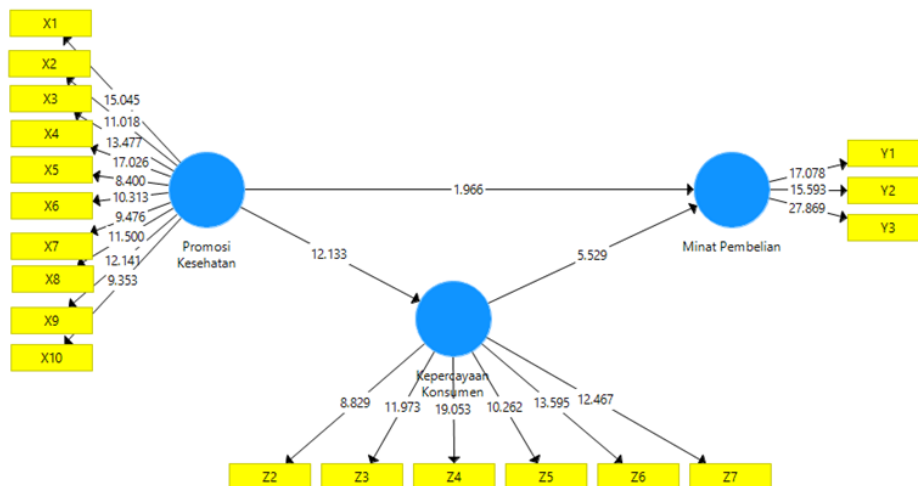 X1
X2
X3
X4
X5
X6
X7
X8
X9
X10
15.045
11.018
13.477
17.026
8.400
10.313
9.476
11.500
12.141
9.353
Promosi
Kesehatan
1.966
12.133
5.529
Minat Pembelian
17.078
15.593
27.869
Y1
Y2
Y3
Kepercayaan
Konsumen
8.829
11.973
19.053
10.262
13.595
12.467
Z2
Z3
Z4
Z5
Z6
Z7